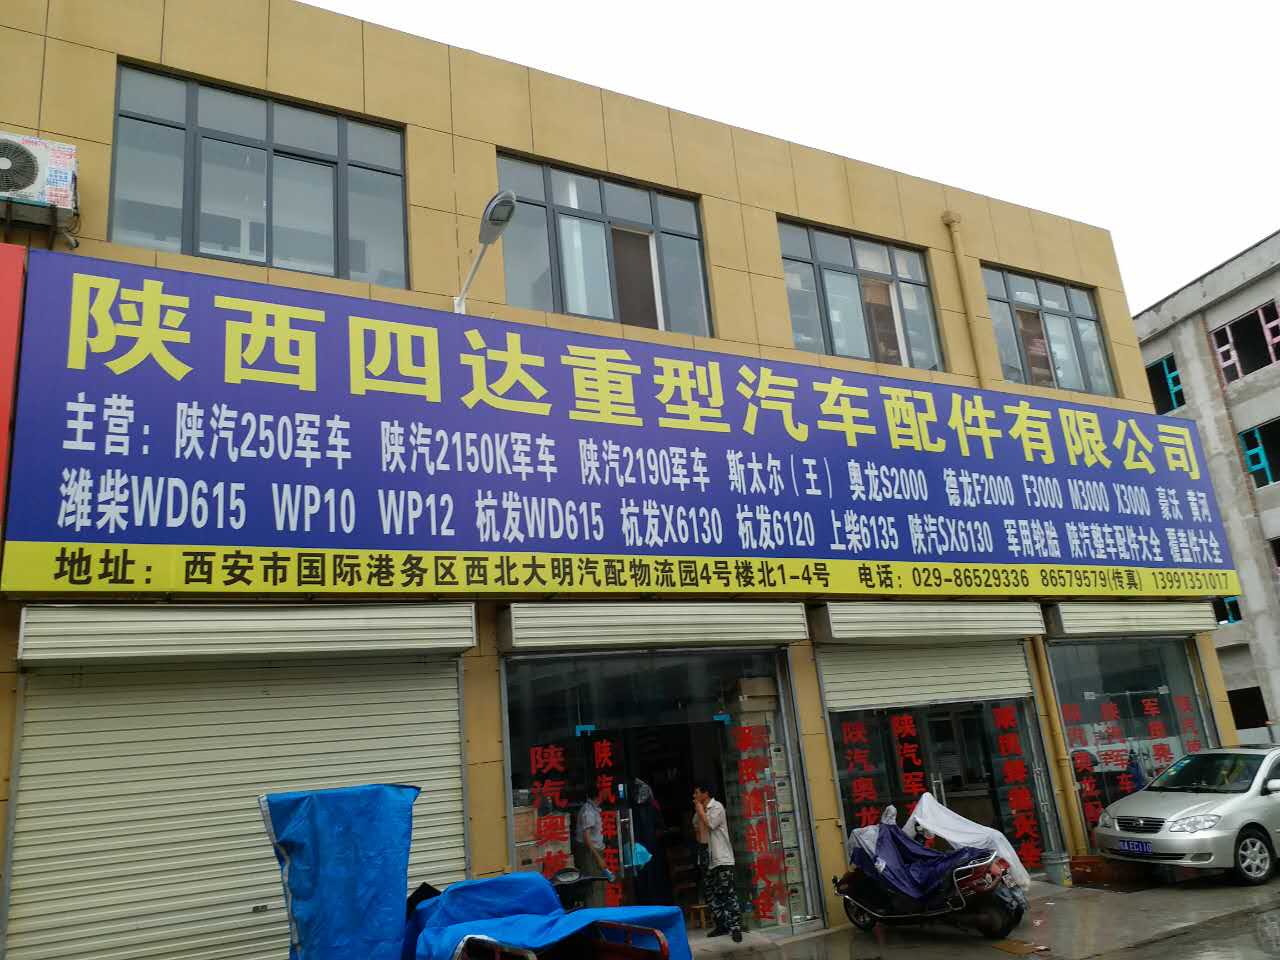 陕西四达重型汽车配件有限公司
主营：陕汽250军车 陕汽2150K军车 陕汽2190军车 斯太尔（王）奥龙S2000 德龙F2000 F3000 M3000 X3000 豪沃 黄河
潍柴WD615 WP10 WP12 杭发WD615 杭发X6130 杭发6120 上柴6135 陕汽SX6130 军用轮胎 陕汽整车配件大全 覆盖件大全
地址：西安市国际港务区西北大明汽配物流园4号楼北1-4号 电话：029-86529336 86579579(传真) 13991351017
陕汽奥龙
陕汽军车
陕汽奥龙
陕汽军车